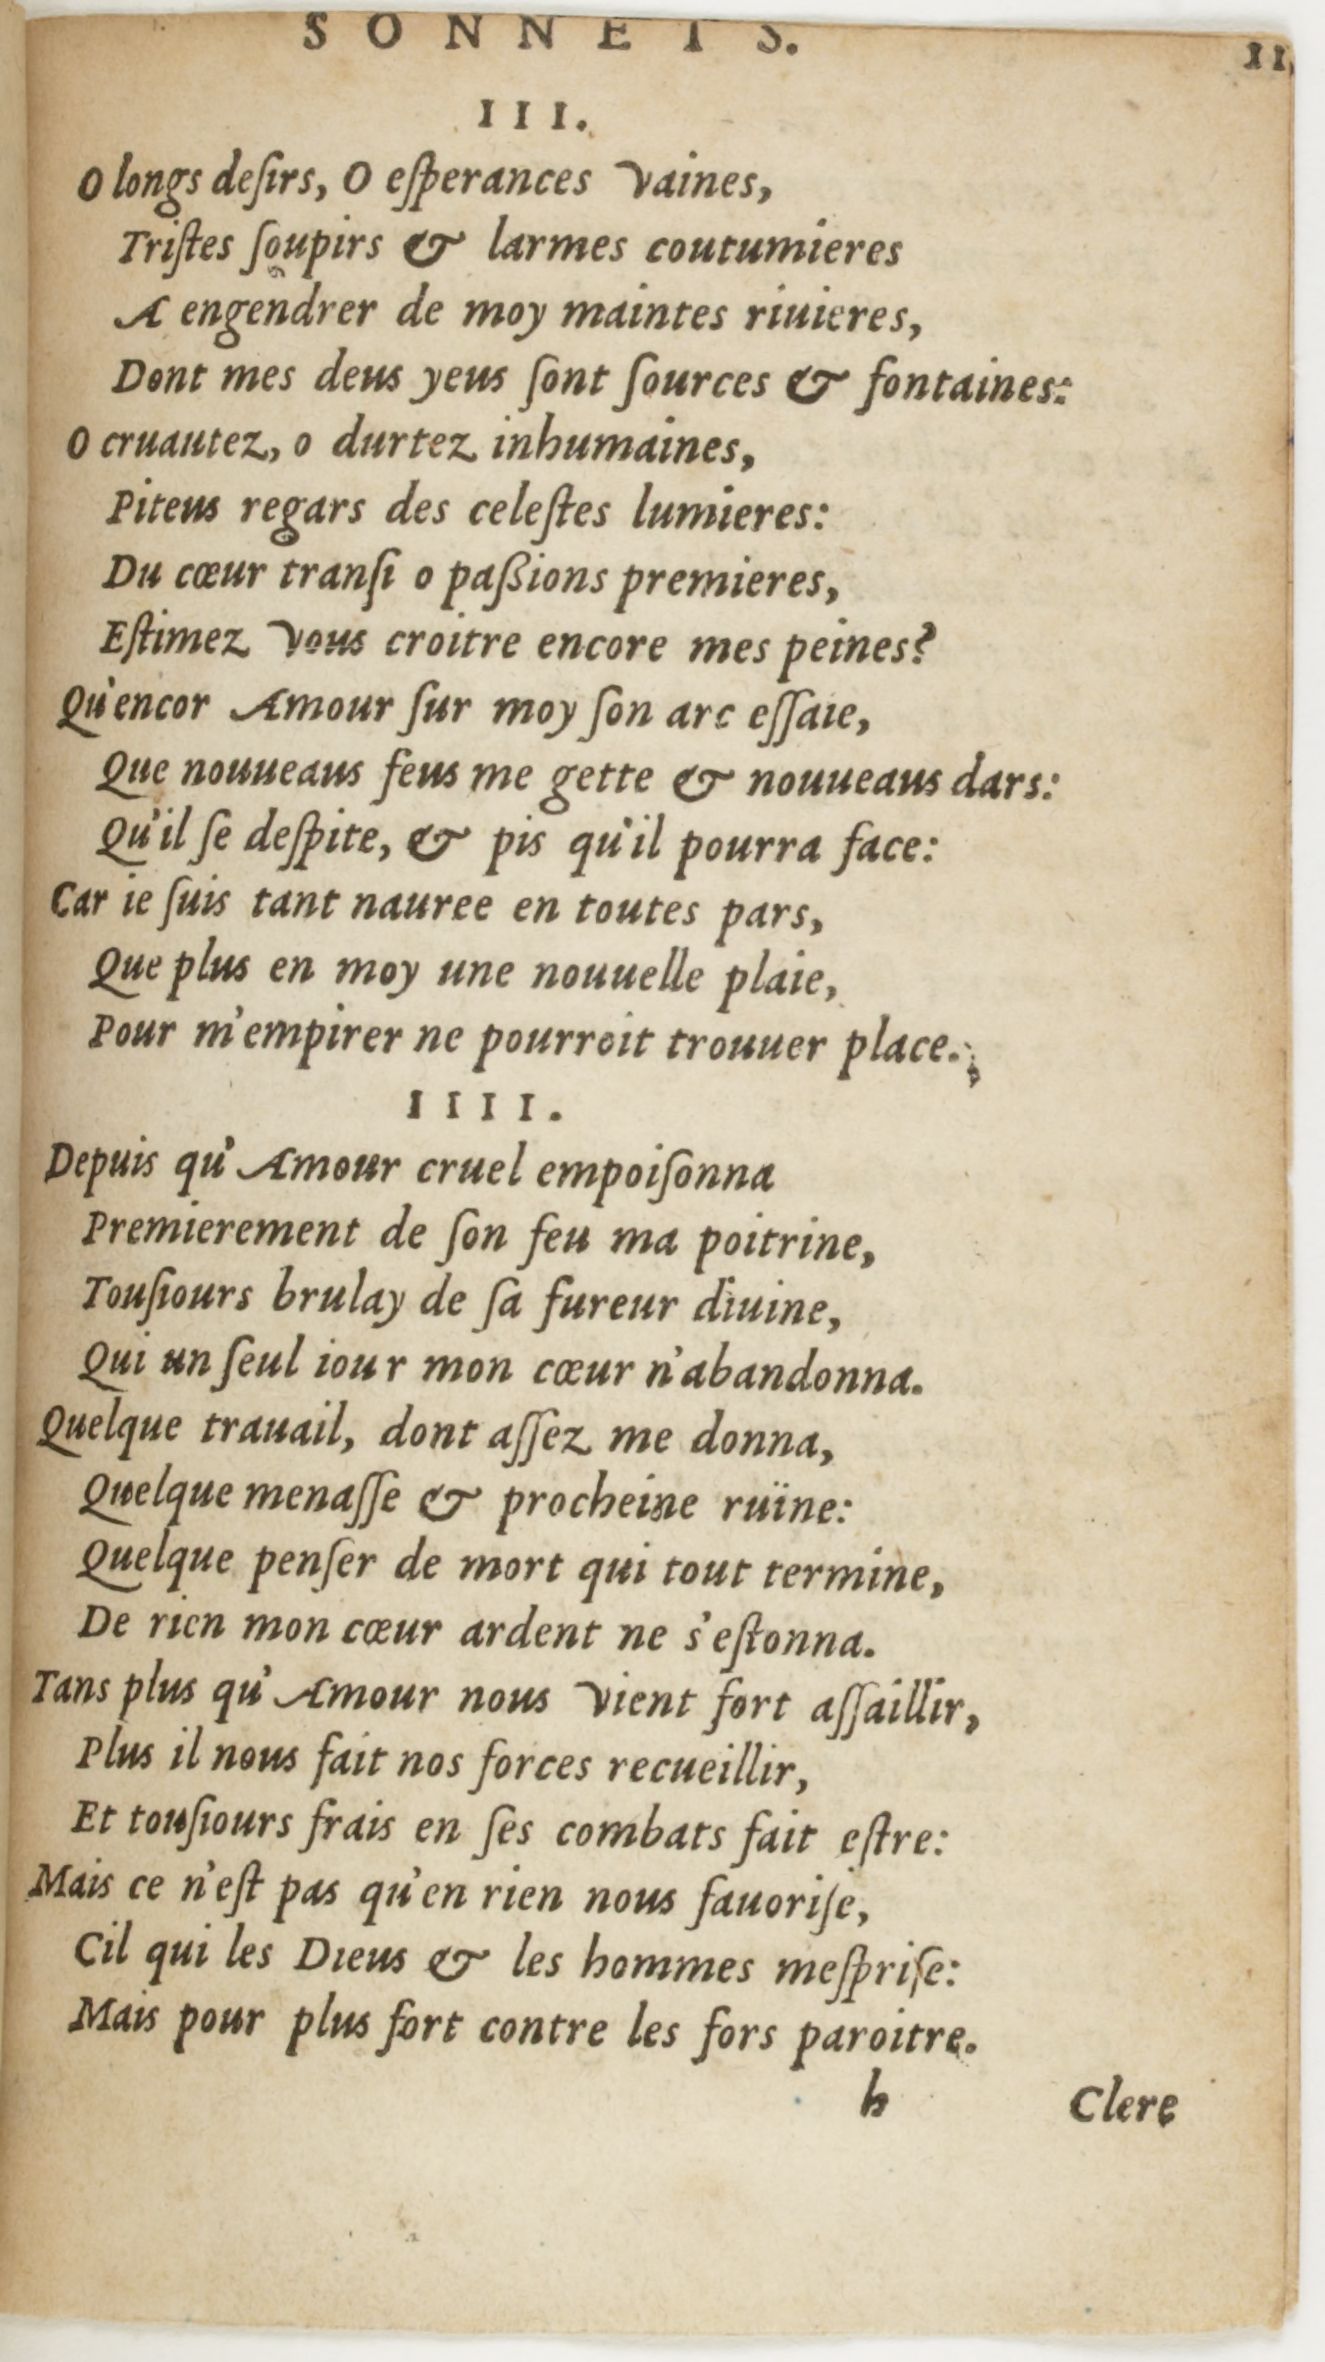 SONNETS.
11
III.
O longs deſirs, O eſperances vaines,
Triſtes ſoupirs & larmes coutumieres
A engendrer de moy maintes riuieres,
Dont mes deus yeus ſont ſources & fontaines:
O cruautez, o durtez inhumaines,
Piteus regars des celeſtes lumieres:
Du cœur tranſi o paßions premieres,
Eſtimez vous croitre encore mes peines?
Qu'encor Amour ſur moy ſon arc eſſaie,
Que nouueaus feus me gette & nouueaus dars:
Qu'il ſe deſpite, & pis qu'il pourra face:
Car ie ſuis tant nauree en toutes pars,
Que plus en moy une nouuelle plaie,
Pour m'empirer ne pourroit trouuer place.
IIII.
Depuis qu'Amour cruel empoiſonna
Premierement de ſon feu ma poitrine,
Touſiours brulay de ſa fureur diuine,
Qui un ſeul iour mon cœur n'abandonna.
Quelque trauail, dont aſſez me donna,
Quelque menaſſe & procheine ruïne:
Quelque penſer de mort qui tout termine,
De rien mon cœur ardent ne s'eſtonna.
Tans plus qu'Amour nous vient fort aſſaillir,
Plus il nous fait nos forces recueillir,
Et touſiours frais en ſes combats fait eſtre:
Mais ce n'eſt pas qu'en rien nous fauoriſe,
Cil qui les Dieus & les hommes meſpriſe:
Mais pour plus fort contre les fors paroitre.
h Clere